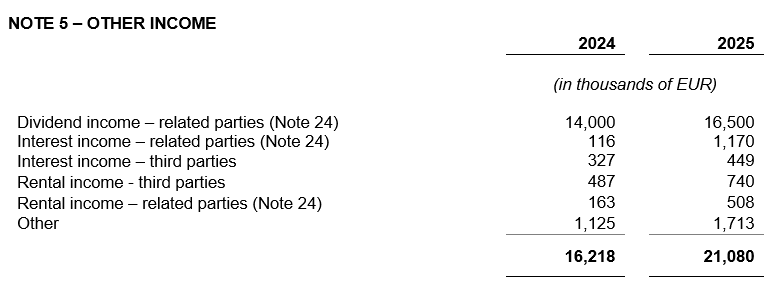 NOTE 5 – OTHER INCOME
2024 2025
(in thousands of EUR)
Dividend income – related parties (Note 24) 14,000 16,500
Interest income – related parties (Note 24) 116 1,170
Interest income – third parties 327 449
Rental income - third parties 487 740
Rental income – related parties (Note 24) 163 508
Other 1,125 1,713
16,218 21,080